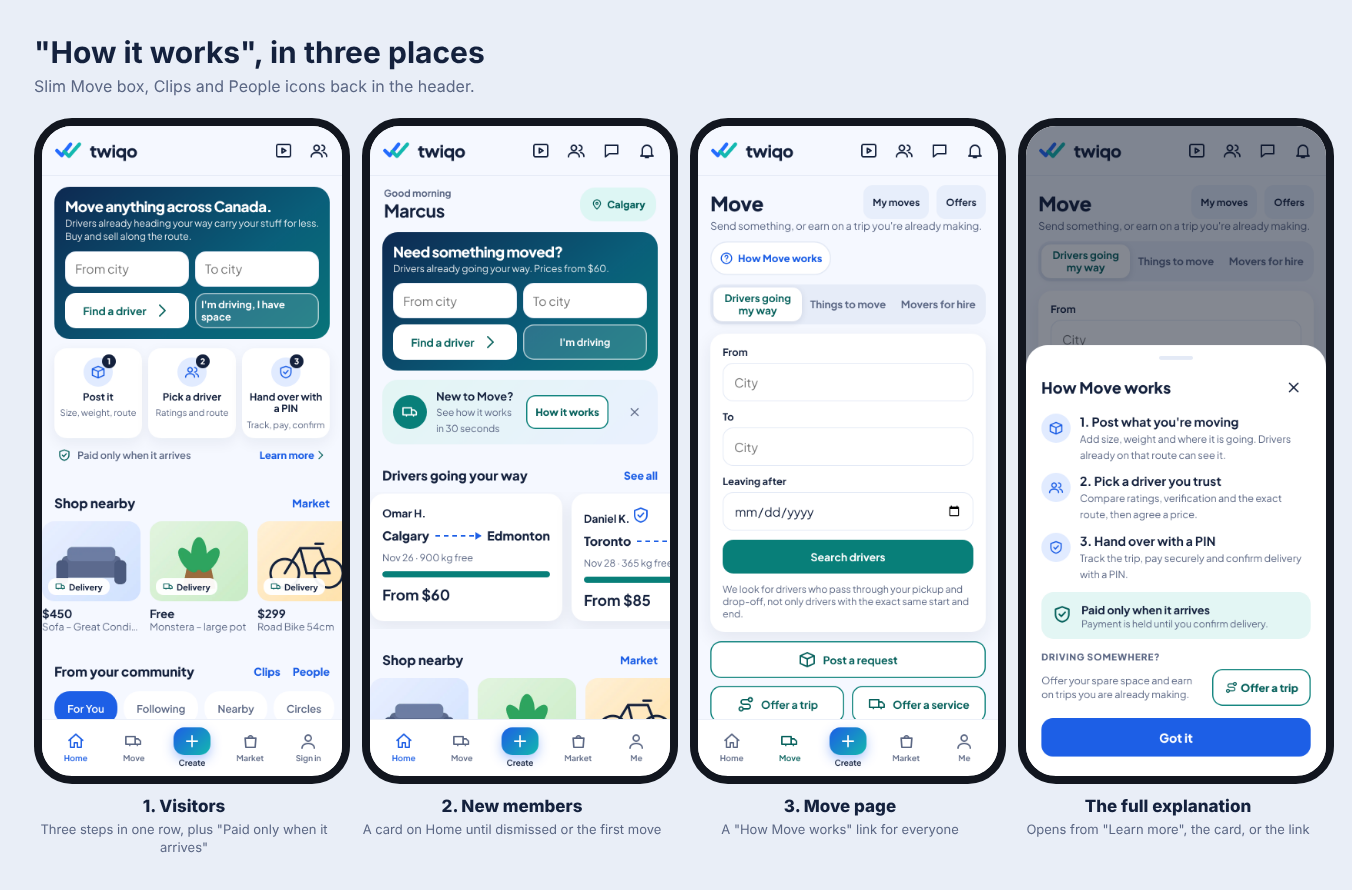 "How it works", in three places
Slim Move box, Clips and People icons back in the header.
twiqo
Move anything across Canada.
Drivers already heading your way carry your stuff for less.
Buy and sell along the route.
From city
To city
Find a driver
I'm driving, I have
space
1
Post it
Size, weight, route
2
Pick a driver
Ratings and route
3
Hand over with
a PIN
Track, pay, confirm
Paid only when it arrives
Learn more
Shop nearby
Market
Delivery
Delivery
Delivery
$450
Sofa – Great Condi...
Free
Monstera – large pot
$299
Road Bike 54cm
From your community
Clips
People
For You
Following
Nearby
Circles
Home
Move
Create
Market
Sign in
1. Visitors
Three steps in one row, plus "Paid only when it
arrives"
twiqo
Good morning
Marcus
Calgary
Need something moved?
Drivers already going your way. Prices from $60.
From city
To city
Find a driver
I'm driving
New to Move?
See how it works
in 30 seconds
How it works
Drivers going your way
See all
Omar H.
Calgary
Edmonton
Nov 26 · 900 kg free
From $60
Daniel K.
Toronto
Nov 28 · 365 kg free
From $85
Shop nearby
Market
Home
Move
Create
Market
Me
2. New members
A card on Home until dismissed or the first move
twiqo
Move
My moves
Offers
Send something, or earn on a trip you're already making.
How Move works
Drivers going
my way
Things to move
Movers for hire
From
City
To
City
Leaving after
mm/dd/yyyy
Search drivers
We look for drivers who pass through your pickup and
drop-off, not only drivers with the exact same start and
end.
Post a request
Offer a trip
Offer a service
Home
Move
Create
Market
Me
3. Move page
A "How Move works" link for everyone
twiqo
Move
My moves
Offers
Send something, or earn on a trip you're already making.
Drivers going
my way
Things to move
Movers for hire
From
City
How Move works
1. Post what you're moving
Add size, weight and where it is going. Drivers
already on that route can see it.
2. Pick a driver you trust
Compare ratings, verification and the exact
route, then agree a price.
3. Hand over with a PIN
Track the trip, pay securely and confirm delivery
with a PIN.
Paid only when it arrives
Payment is held until you confirm delivery.
DRIVING SOMEWHERE?
Offer your spare space and earn
on trips you are already making.
Offer a trip
Got it
The full explanation
Opens from "Learn more", the card, or the link